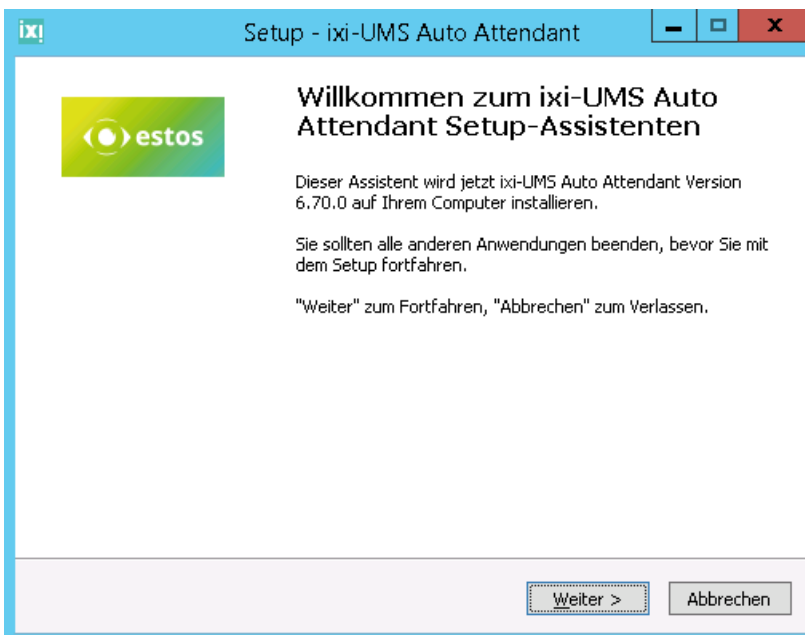 ixi
Setup - ixi-UMS Auto Attendant
estos
Willkommen zum ixi-UMS Auto
Attendant Setup-Assistenten
Dieser Assistent wird jetzt ixi-UMS Auto Attendant Version
6.70.0 auf Ihrem Computer installieren.
Sie sollten alle anderen Anwendungen beenden, bevor Sie mit
dem Setup fortfahren.
"Weiter" zum Fortfahren, "Abbrechen" zum Verlassen.
Weiter >
Abbrechen